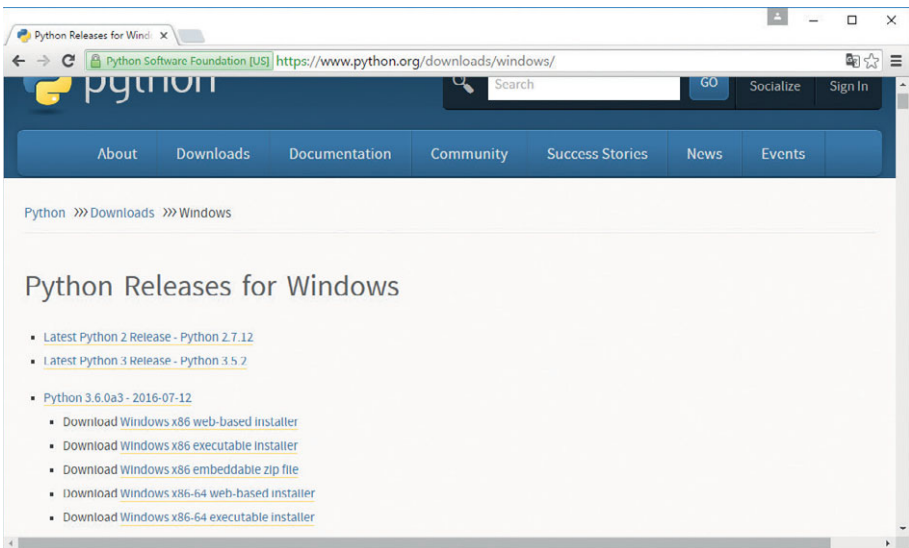 Python Releases for Wind
Python Software Foundation [US] https://www.python.org/downloads/windows/
python
Search
GO
Socialize
Sign In
About Downloads Documentation Community Success Stories News Events
Python >>> Downloads >>> Windows
Python Releases for Windows
Latest Python 2 Release - Python 2.7.12
Latest Python 3 Release - Python 3.5.2
Python 3.6.0a3 - 2016-07-12
Download Windows x86 web-based installer
Download Windows x86 executable installer
Download Windows x86 embeddable zip file
Download Windows x86-64 web-based installer
Download Windows x86-64 executable installer